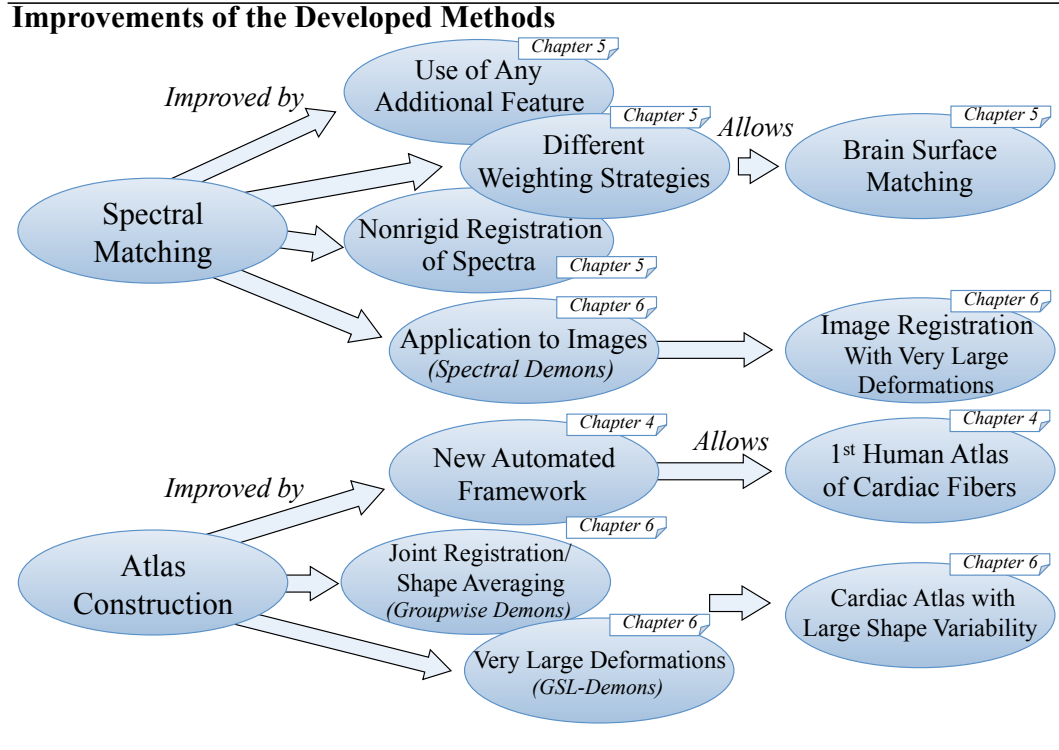 Improvements of the Developed Methods
Chapter 5
Use of Any
Additional Feature
Improved by
Chapter 5
Different
Weighting Strategies
Allows
Chapter 5
Brain Surface
Matching
Spectral
Matching
Nonrigid Registration
of Spectra
Chapter 5
Chapter 6
Application to Images
(Spectral Demons)
Chapter 6
Image Registration
With Very Large
Deformations
Chapter 4
New Automated
Framework
Allows
Chapter 4
1st Human Atlas
of Cardiac Fibers
Improved by
Atlas
Construction
Chapter 6
Joint Registration/
Shape Averaging
(Groupwise Demons)
Chapter 6
Very Large Deformations
(GSL-Demons)
Chapter 6
Cardiac Atlas with
Large Shape Variability